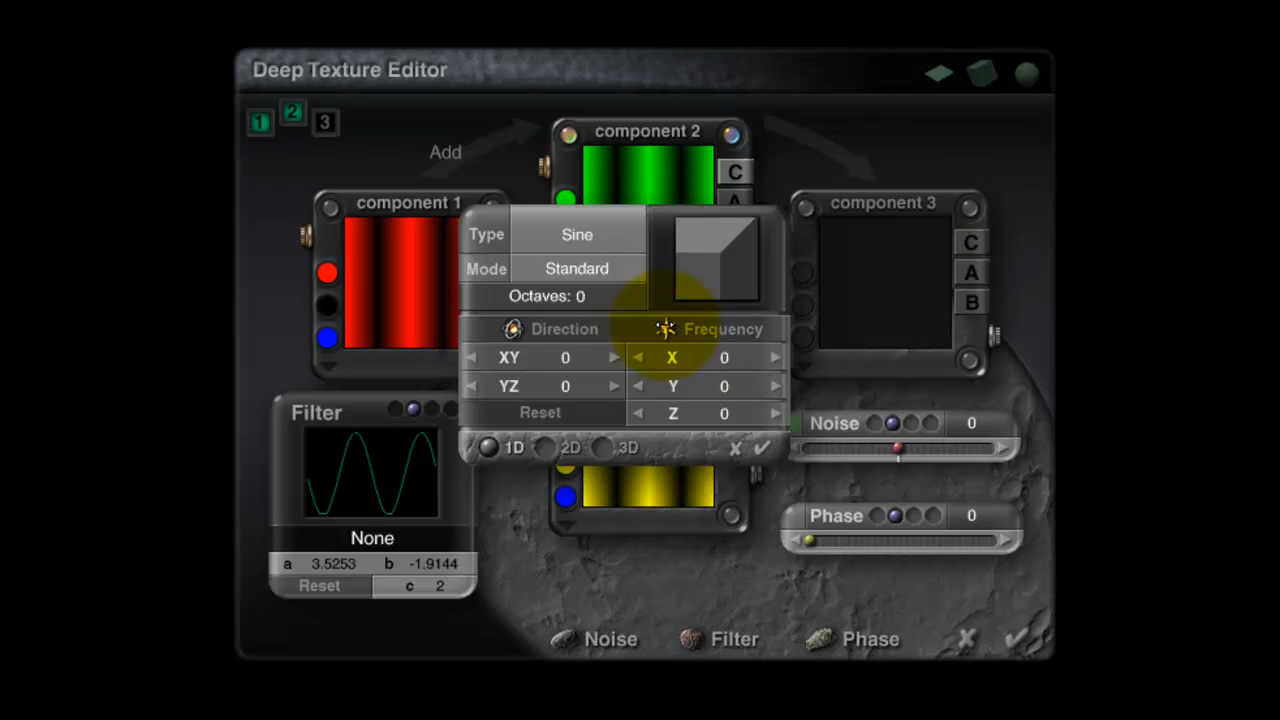 Deep Texture Editor
1 2 3
Add
component 1
component 2
C
A
component 3
C
A
B
Type Sine
Mode Standard
Octaves: 0
Direction Frequency
XY 0 X 0
YZ 0 Y 0
Reset Z 0
1D 2D 3D
Filter
None
a 3.5253 b -1.9144
Reset c 2
Noise 0
Phase 0
Noise Filter Phase